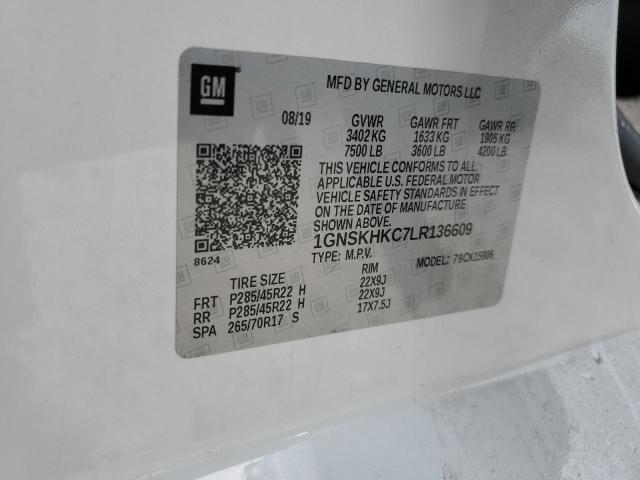 GM
MFD BY GENERAL MOTORS LLC
08/19 GVWR GAWR FRT GAWR RR
3402 KG 1633 KG 1905 KG
7500 LB 3600 LB 4200 LB
THIS VEHICLE CONFORMS TO ALL
APPLICABLE U.S. FEDERAL MOTOR
VEHICLE SAFETY STANDARDS IN EFFECT
ON THE DATE OF MANUFACTURE
SHOWN ABOVE.
1GNSKHKC7LR136609
8624 TYPE: M.P.V. MODEL: 79CK15906
TIRE SIZE RIM
FRT P285/45R22 H 22X9J
RR P285/45R22 H 22X9J
SPA 265/70R17 S 17X7.5J